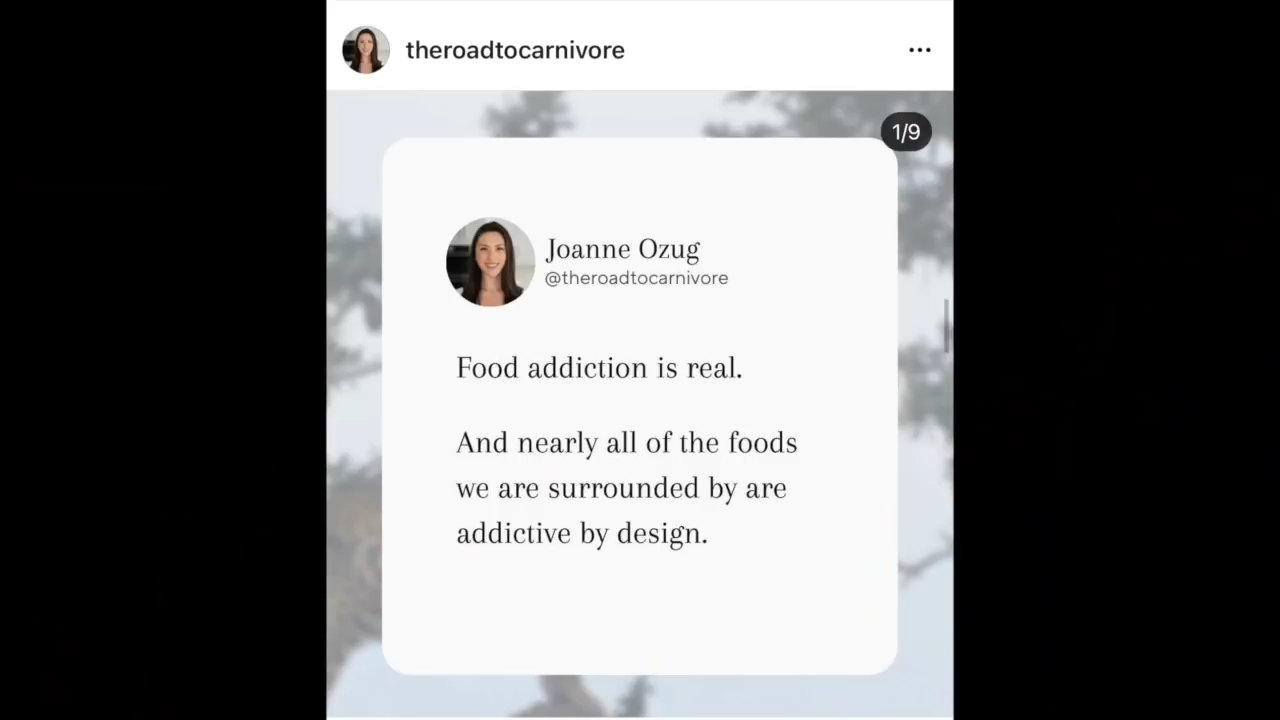 theroadtocarnivore
1/9
Joanne Ozug
@theroadtocarnivore
Food addiction is real.
And nearly all of the foods
we are surrounded by are
addictive by design.